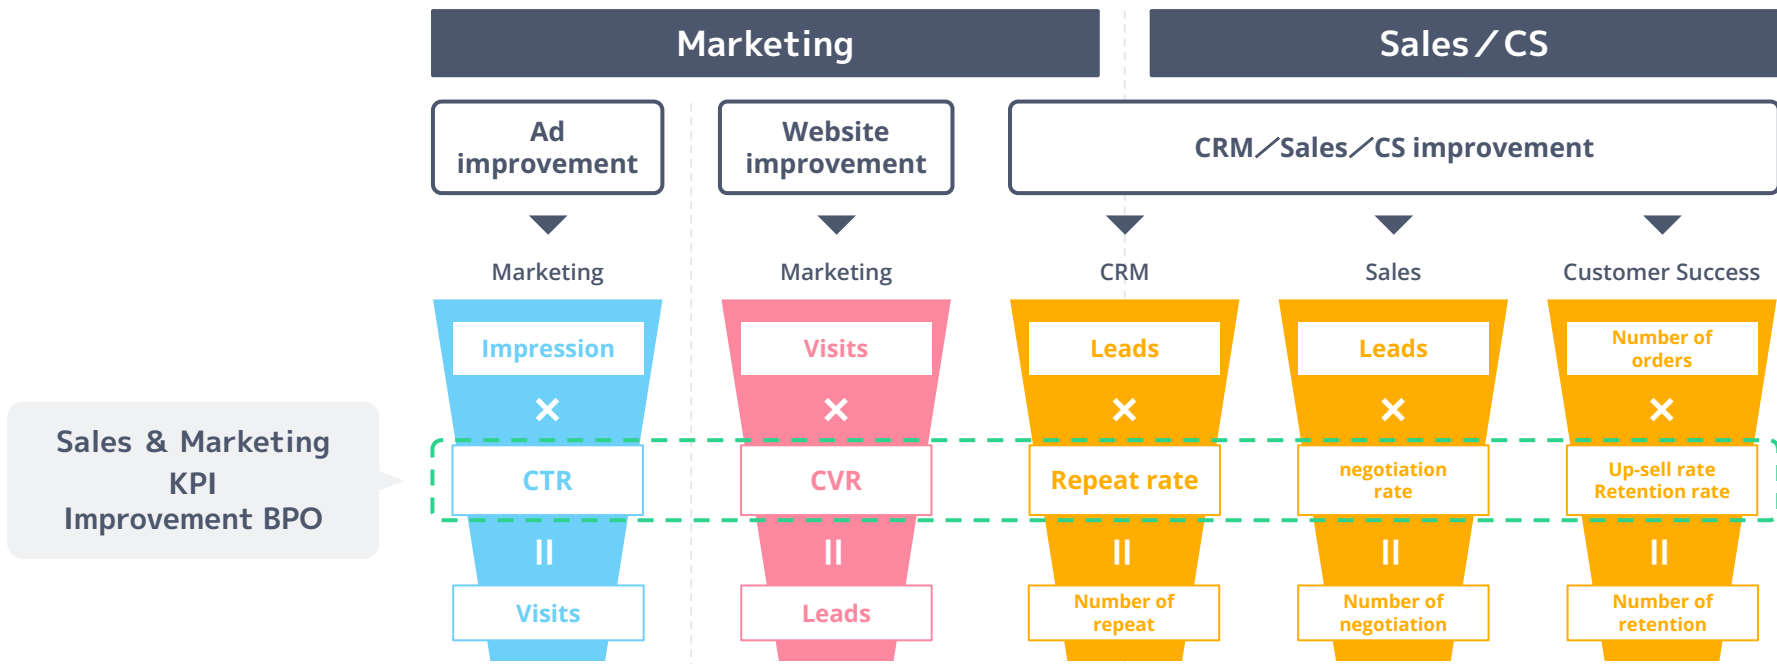 Marketing
Sales／CS
Ad
improvement
Website
improvement
CRM／Sales／CS improvement
Marketing
Marketing
CRM
Sales
Customer Success
Impression
Visits
Leads
Leads
Number of
orders
×
×
×
×
×
Sales & Marketing
KPI
Improvement BPO
CTR
CVR
Repeat rate
negotiation
rate
Up-sell rate
Retention rate
=
=
=
=
=
Visits
Leads
Number of
repeat
Number of
negotiation
Number of
retention